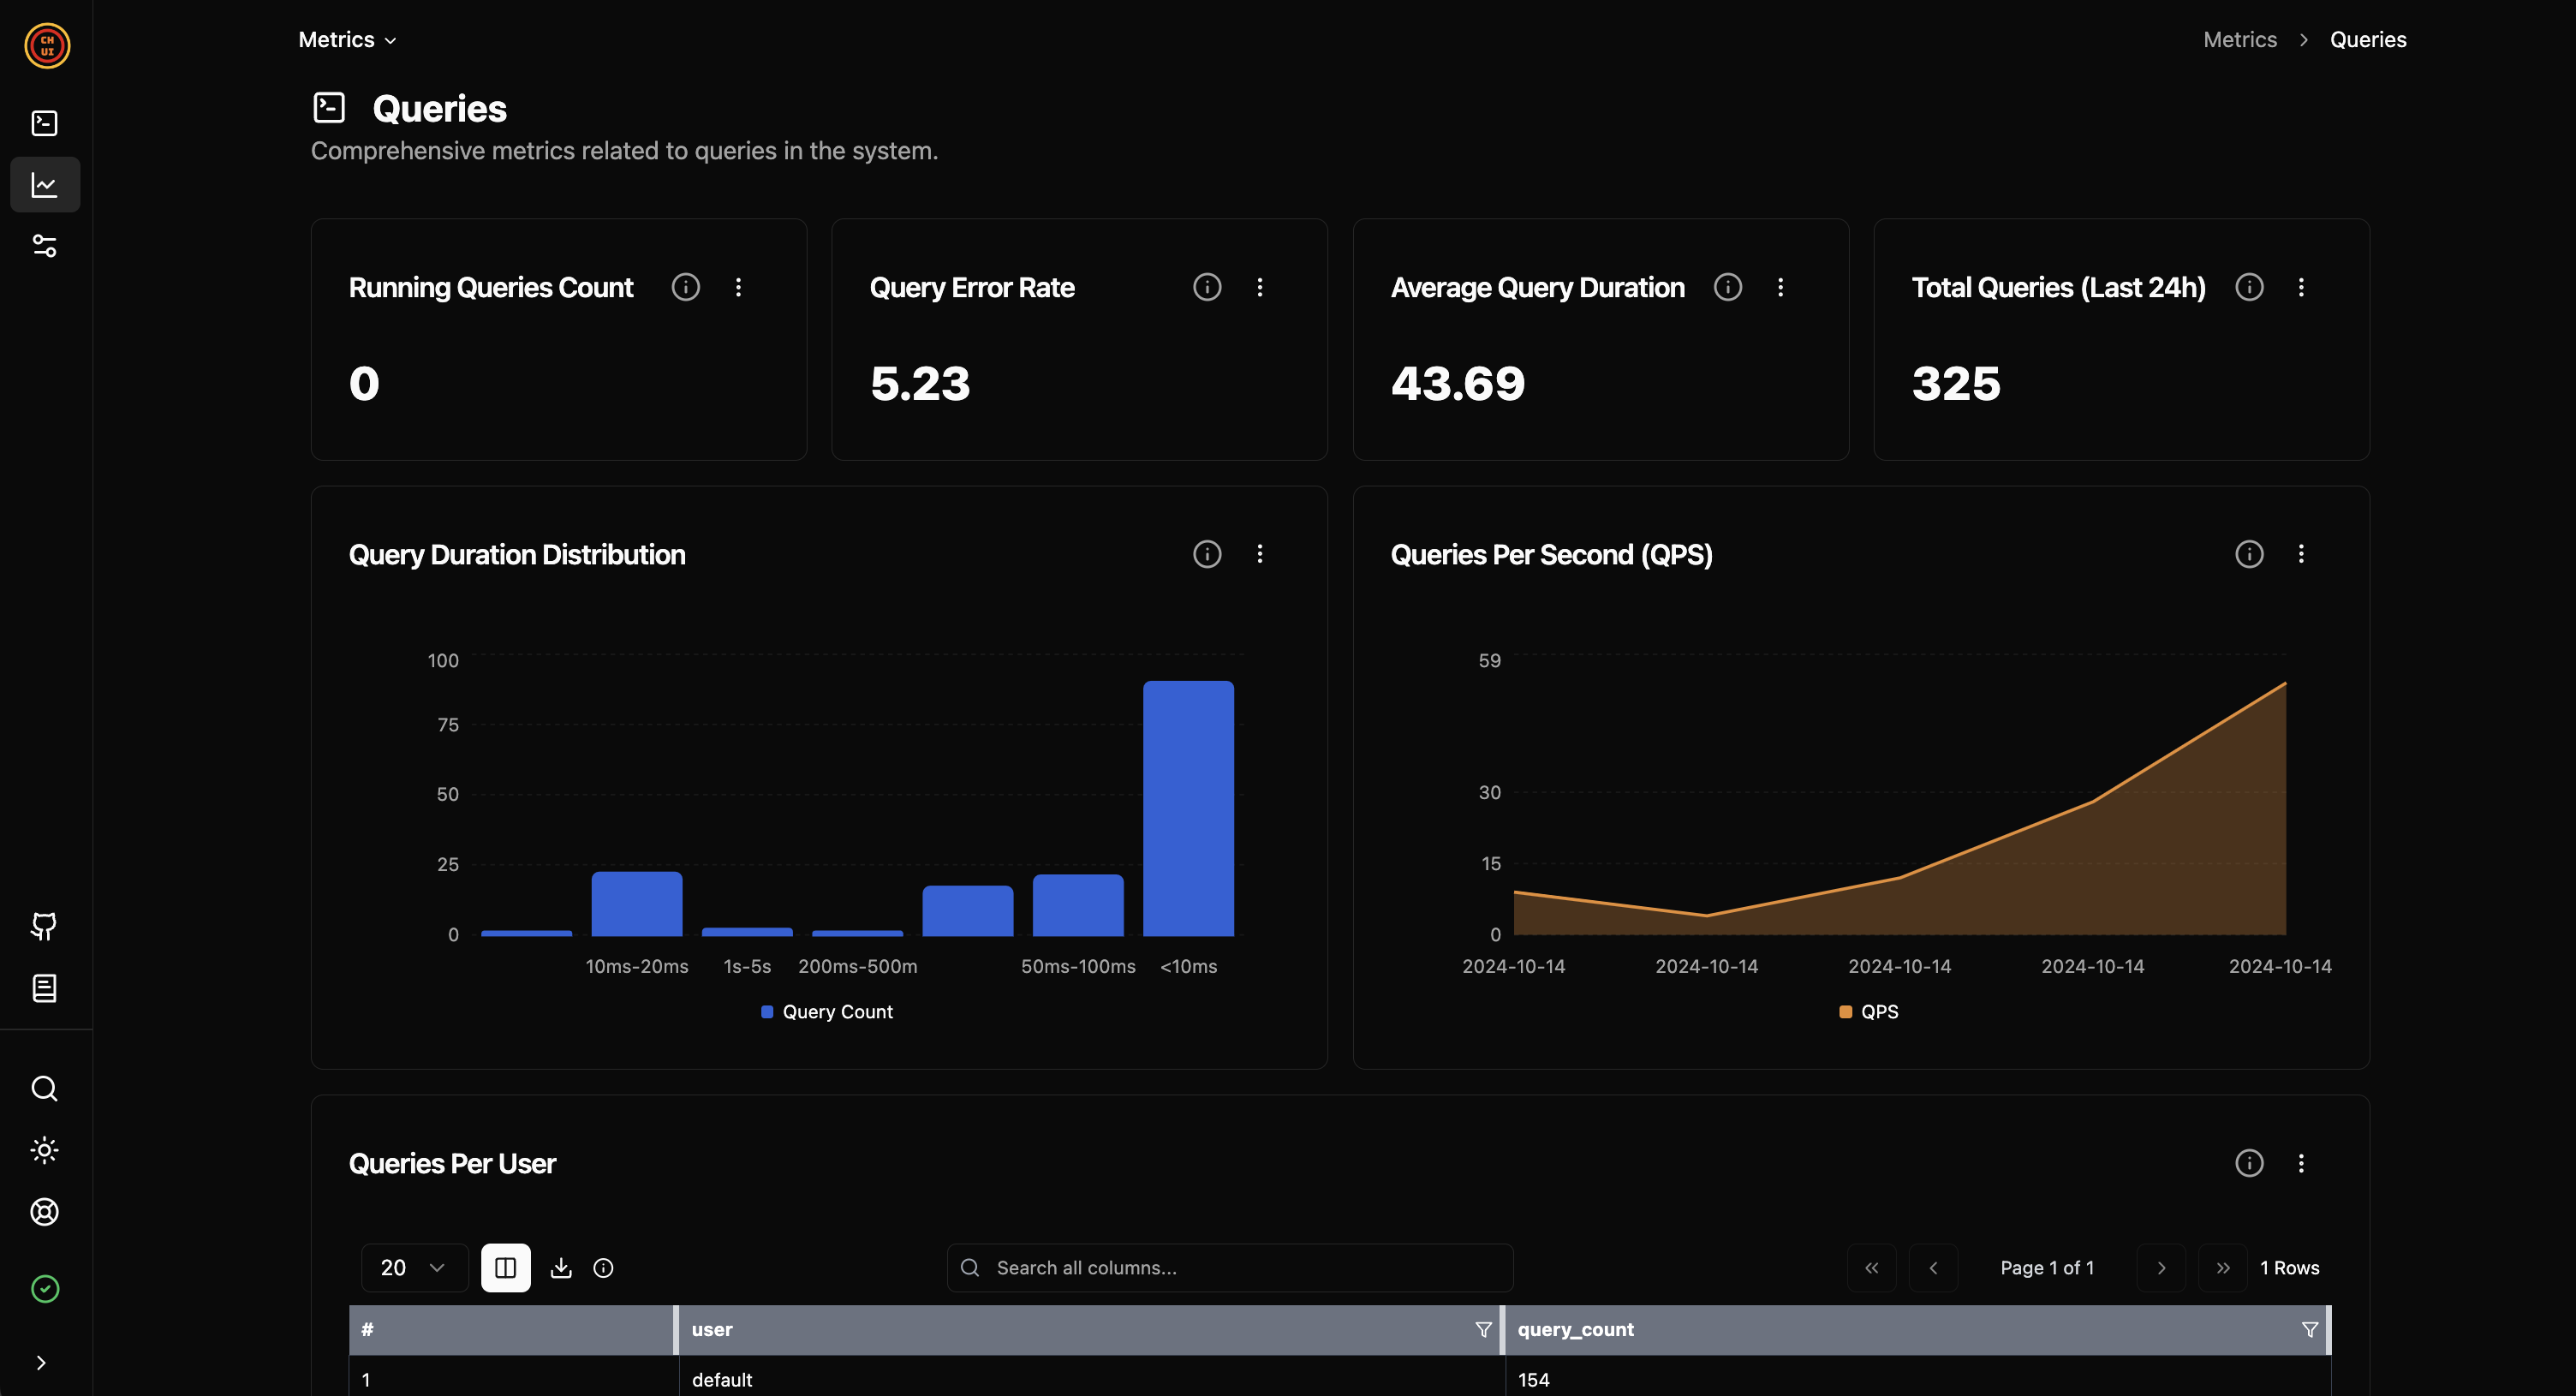 CH
UI
Metrics
Metrics > Queries
Queries
Comprehensive metrics related to queries in the system.
Running Queries Count
0
Query Error Rate
5.23
Average Query Duration
43.69
Total Queries (Last 24h)
325
Query Duration Distribution
100
75
50
25
0
10ms-20ms 1s-5s 200ms-500m 50ms-100ms <10ms
Query Count
Queries Per Second (QPS)
59
30
15
0
2024-10-14 2024-10-14 2024-10-14 2024-10-14 2024-10-14
QPS
Queries Per User
20 Search all columns... Page 1 of 1 1 Rows
# user query_count
1 default 154